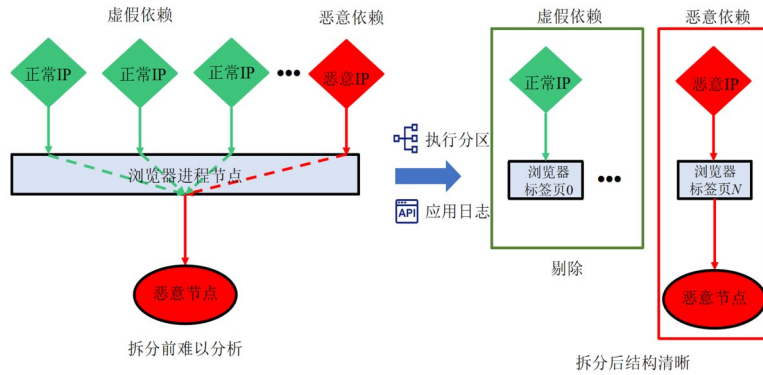 虚假依赖
恶意依赖
正常IP
正常IP
正常IP
恶意IP
浏览器进程节点
恶意节点
拆分前难以分析
执行分区
API
应用日志
虚假依赖
恶意依赖
正常IP
恶意IP
浏览器
标签页0
浏览器
标签页N
恶意节点
剔除
拆分后结构清晰